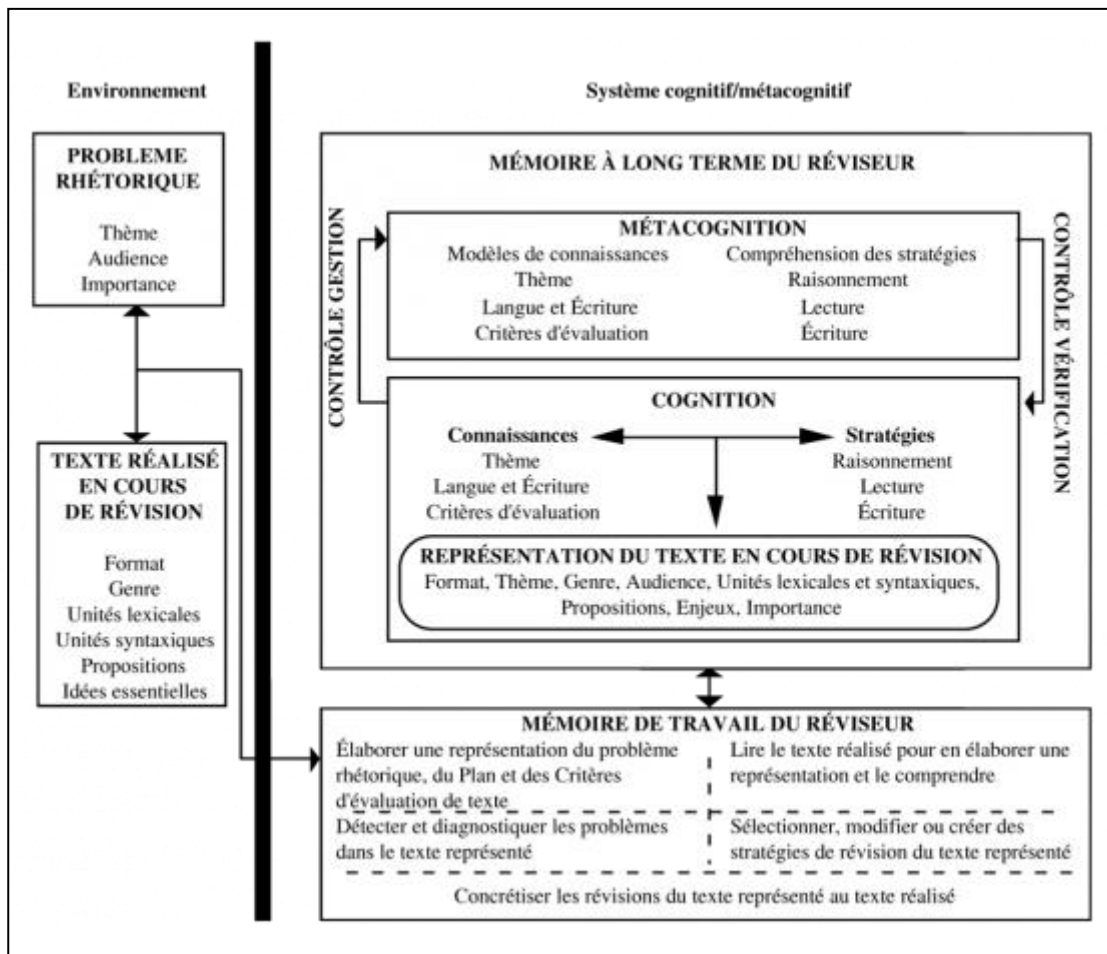 Environnement
Système cognitif/métacognitif
PROBLEME
RHÉTORIQUE
Thème
Audience
Importance
TEXTE RÉALISÉ
EN COURS
DE RÉVISION
Format
Genre
Unités lexicales
Unités syntaxiques
Propositions
Idées essentielles
MÉMOIRE À LONG TERME DU RÉVISEUR
CONTRÔLE GESTION
MÉTACOGNITION
Modèles de connaissances
Thème
Langue et Écriture
Critères d'évaluation
Compréhension des stratégies
Raisonnement
Lecture
Écriture
CONTRÔLE VÉRIFICATION
COGNITION
Connaissances
Thème
Langue et Écriture
Critères d'évaluation
Stratégies
Raisonnement
Lecture
Écriture
REPRÉSENTATION DU TEXTE EN COURS DE RÉVISION
Format, Thème, Genre, Audience, Unités lexicales et syntaxiques,
Propositions, Enjeux, Importance
MÉMOIRE DE TRAVAIL DU RÉVISEUR
Élaborer une représentation du problème
rhétorique, du Plan et des Critères
d'évaluation de texte
Lire le texte réalisé pour en élaborer une
représentation et le comprendre
Détecter et diagnostiquer les problèmes
dans le texte représenté
Sélectionner, modifier ou créer des
stratégies de révision du texte représenté
Concrétiser les révisions du texte représenté au texte réalisé